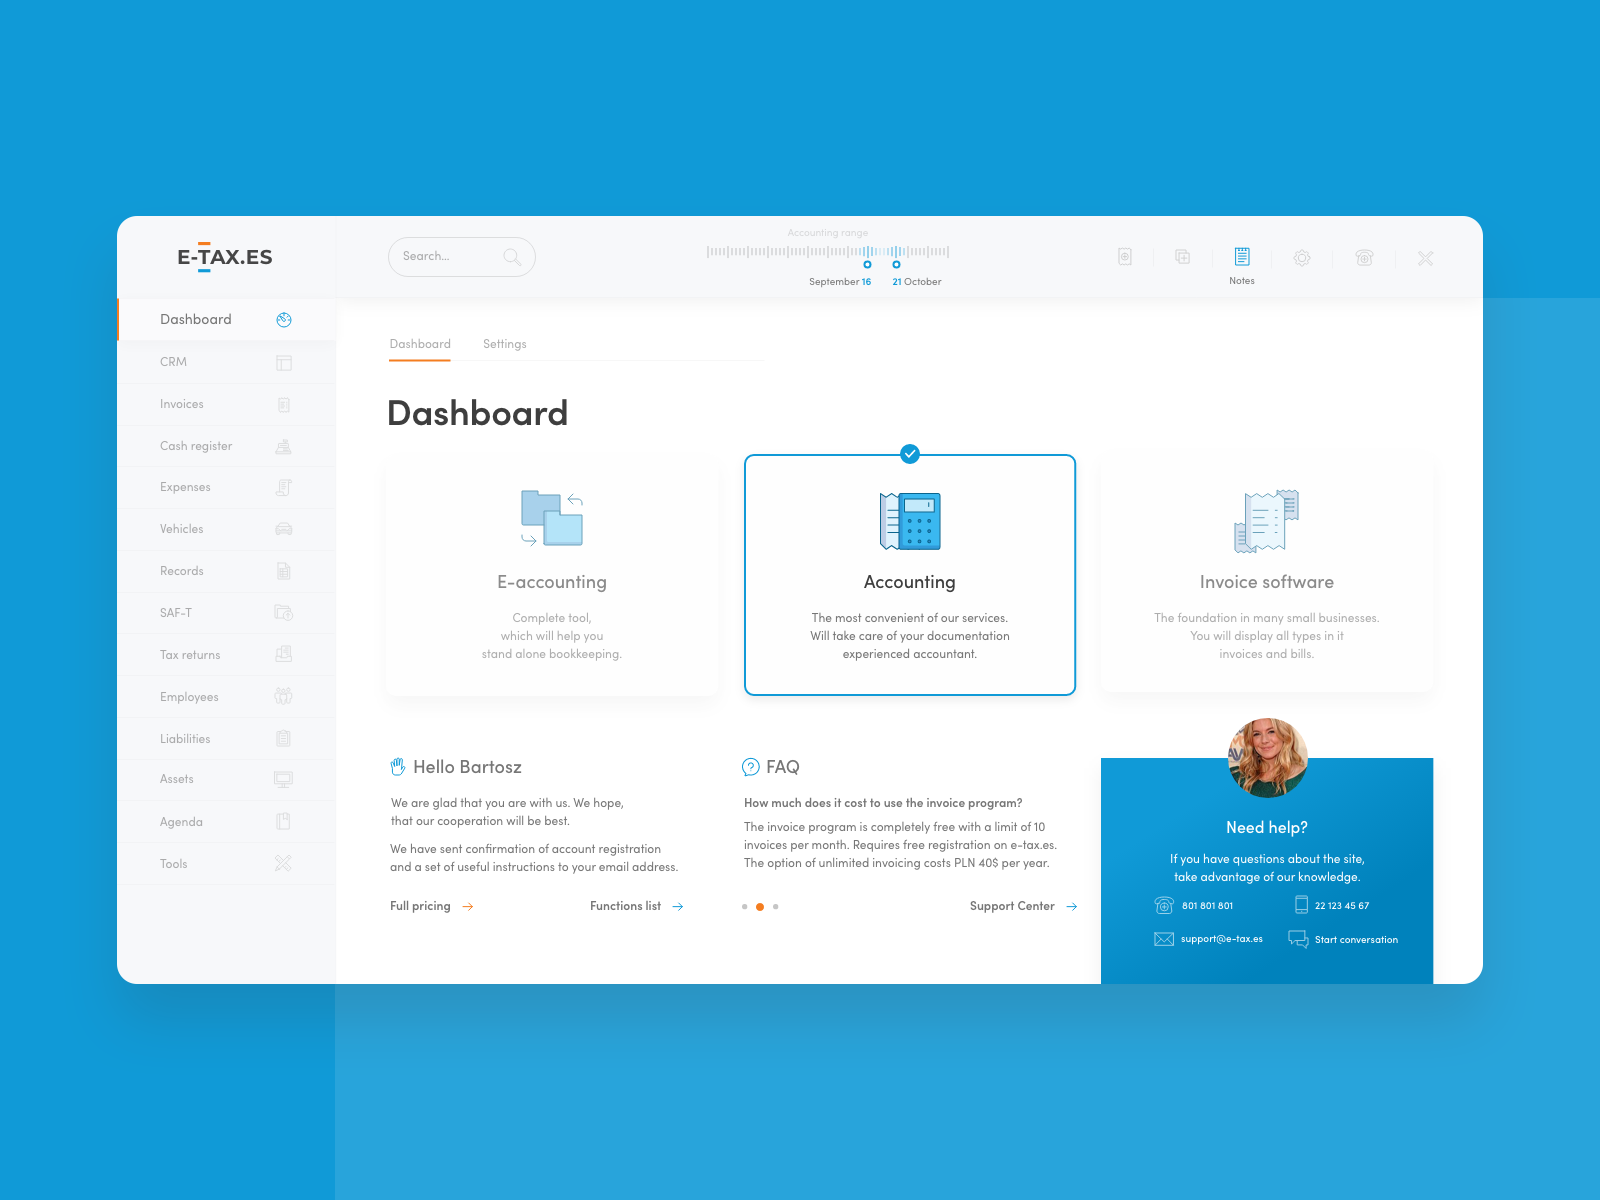 E-TAX.ES
Search...
Accounting range
September 16
21 October
Notes
Dashboard
CRM
Invoices
Cash register
Expenses
Vehicles
Records
SAF-T
Tax returns
Employees
Liabilities
Assets
Agenda
Tools
Dashboard
Settings
Dashboard
E-accounting
Complete tool,
which will help you
stand alone bookkeeping.
Accounting
The most convenient of our services.
Will take care of your documentation
experienced accountant.
Invoice software
The foundation in many small businesses.
You will display all types in it
invoices and bills.
Hello Bartosz
We are glad that you are with us. We hope,
that our cooperation will be best.
We have sent confirmation of account registration
and a set of useful instructions to your email address.
Full pricing
Functions list
FAQ
How much does it cost to use the invoice program?
The invoice program is completely free with a limit of 10
invoices per month. Requires free registration on e-tax.es.
The option of unlimited invoicing costs PLN 40$ per year.
Support Center
Need help?
If you have questions about the site,
take advantage of our knowledge.
801 801 801
22 123 45 67
support@e-tax.es
Start conversation